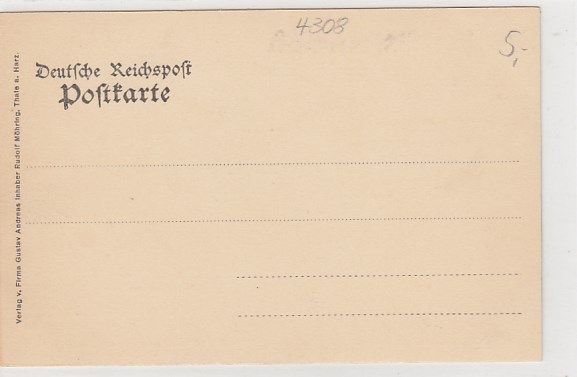 4308
5,-
Deutsche Reichspost
Postkarte
Verlag v. Firma Gustav Andreas Inhaber Rudolf Möhring, Thale a. Harz.